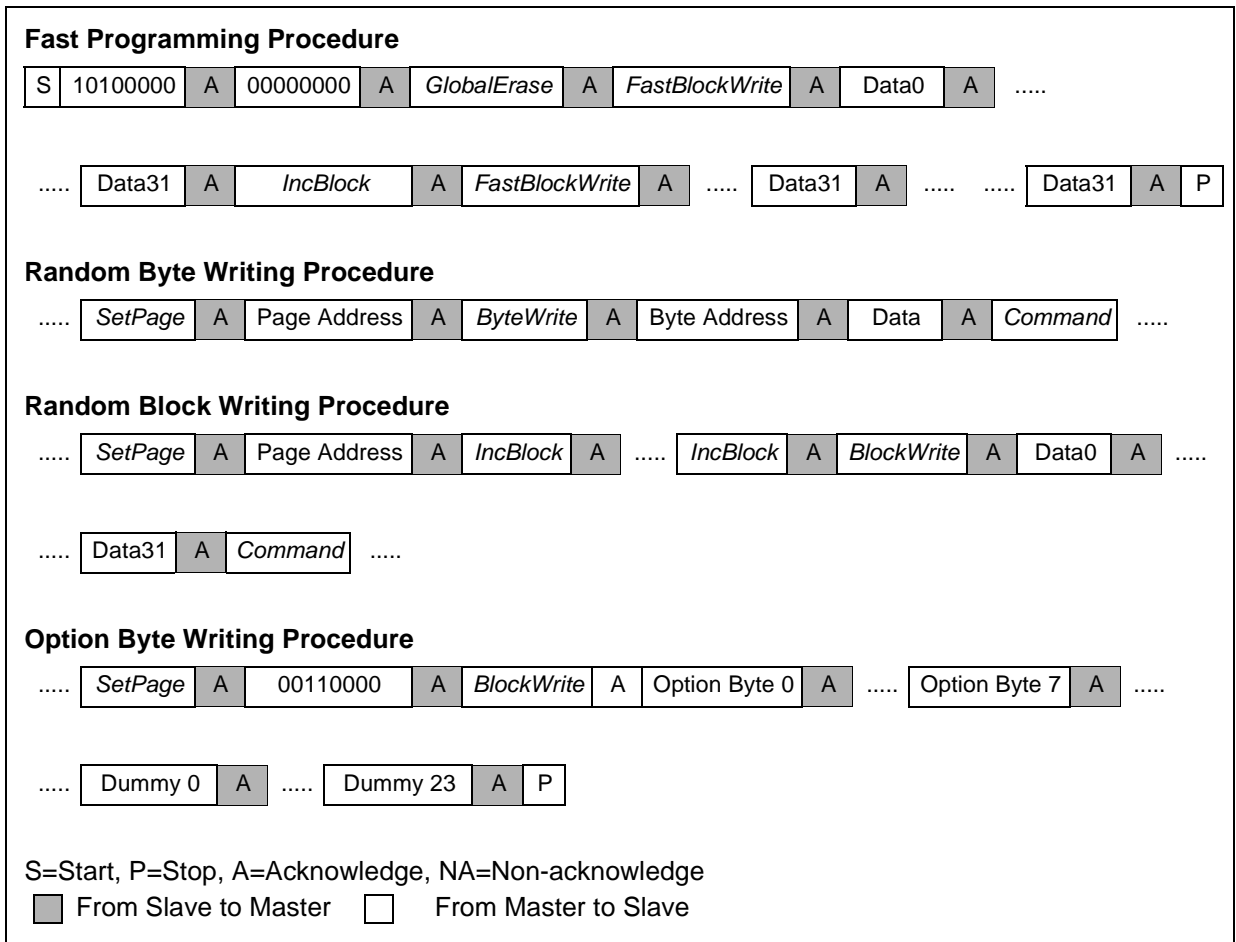 Fast Programming Procedure
S 10100000 A 00000000 A GlobalErase A FastBlockWrite A Data0 A .....
..... Data31 A IncBlock A FastBlockWrite A ..... Data31 A ..... ..... Data31 A P
Random Byte Writing Procedure
..... SetPage A Page Address A ByteWrite A Byte Address A Data A Command .....
Random Block Writing Procedure
..... SetPage A Page Address A IncBlock A ..... IncBlock A BlockWrite A Data0 A .....
..... Data31 A Command .....
Option Byte Writing Procedure
..... SetPage A 00110000 A BlockWrite A Option Byte 0 A ..... Option Byte 7 A .....
..... Dummy 0 A ..... Dummy 23 A P
S=Start, P=Stop, A=Acknowledge, NA=Non-acknowledge
From Slave to Master From Master to Slave